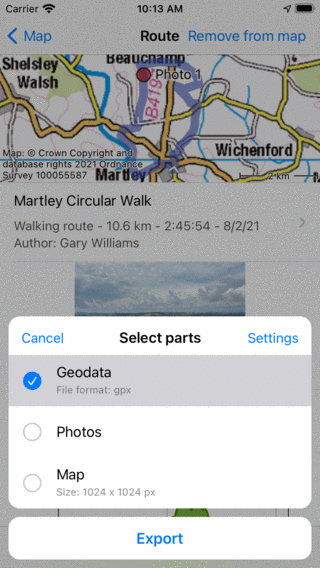 Carrier 10:13 AM
Map Route Remove from map
Beauchamp
Shelsley
Walsh
Photo 1
B419
Wichenford
Map: © Crown Copyright and
database rights 2021 Ordnance
Survey 100055587
Martley
2 km
Martley Circular Walk
Walking route - 10.6 km - 2:45:54 - 8/2/21
Author: Gary Williams
Cancel Select parts Settings
Geodata
File format: gpx
Photos
Map
Size: 1024 x 1024 px
Export